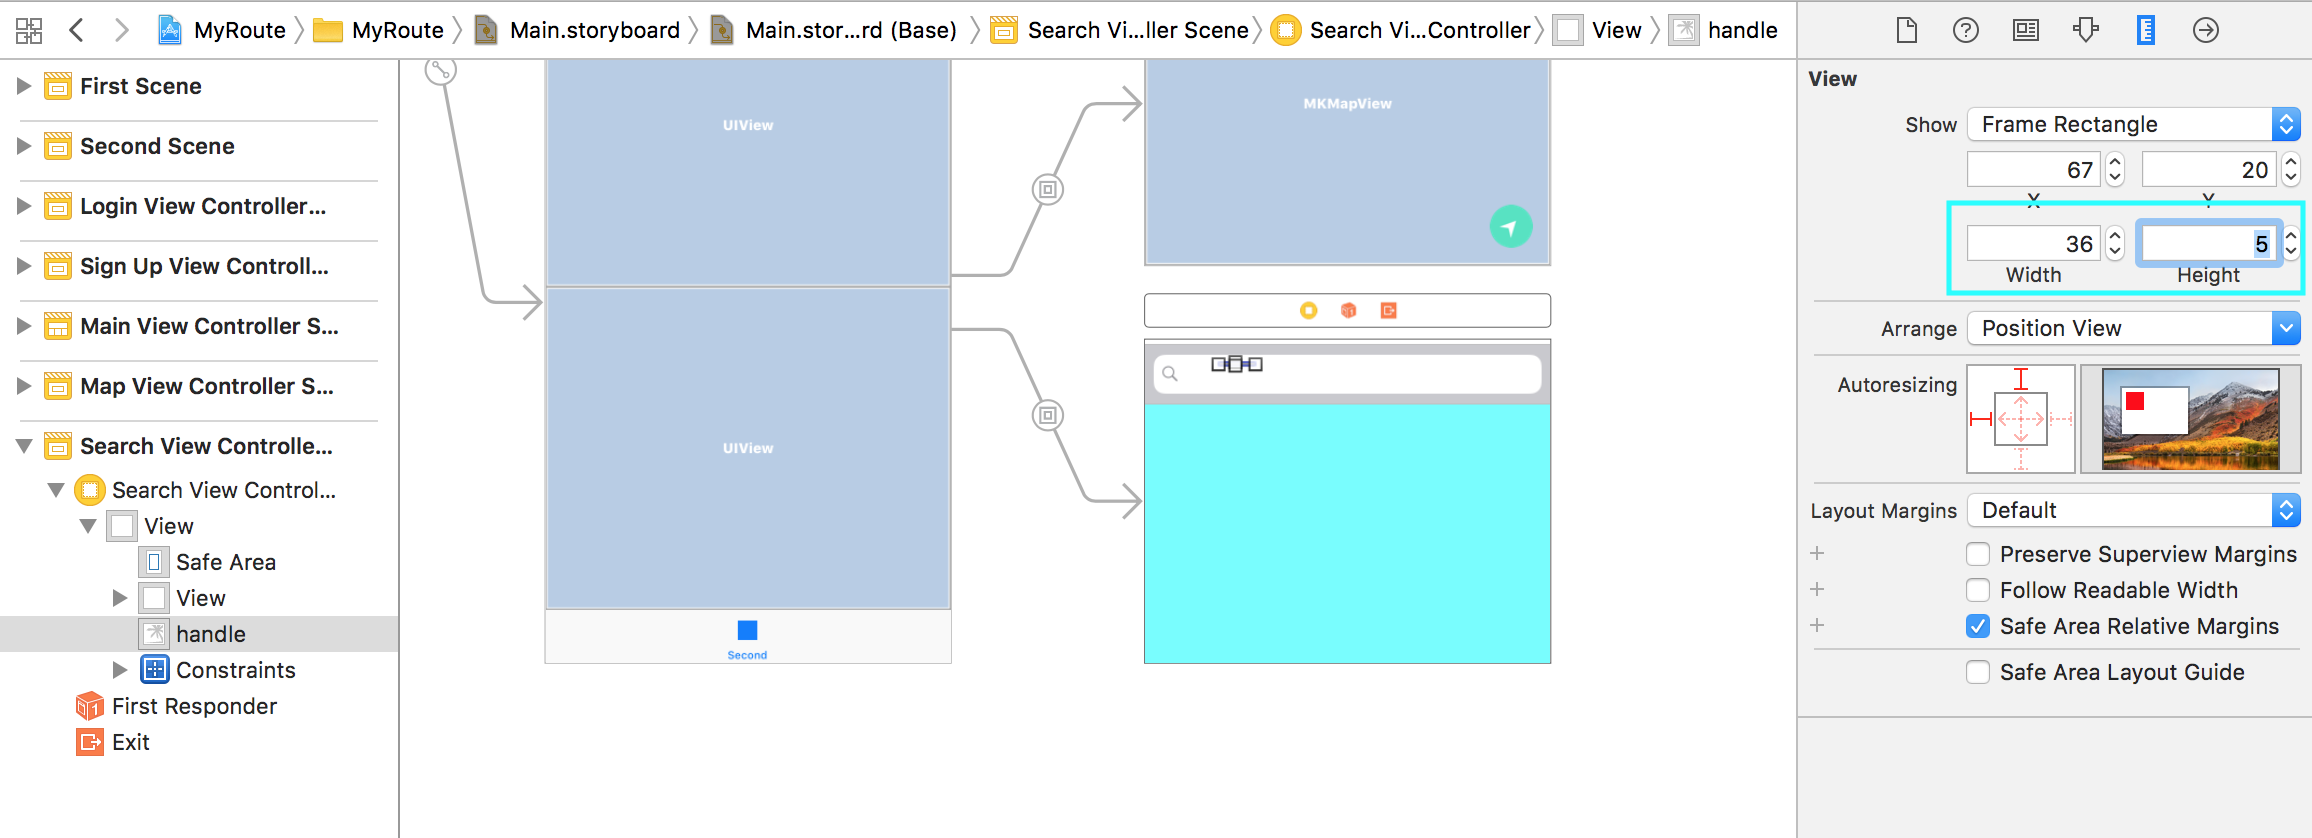 MyRoute
MyRoute
Main.storyboard
Main.stor...rd (Base)
Search Vi...ller Scene
Search Vi...Controller
View
handle
First Scene
Second Scene
Login View Controller...
Sign Up View Controll...
Main View Controller S...
Map View Controller S...
Search View Controlle...
Search View Control...
View
Safe Area
View
handle
Constraints
First Responder
Exit
UIView
UIView
Second
MKMapView
View
Show
Frame Rectangle
67
20
X
Y
36
5
Width
Height
Arrange
Position View
Autoresizing
Layout Margins
Default
Preserve Superview Margins
Follow Readable Width
Safe Area Relative Margins
Safe Area Layout Guide